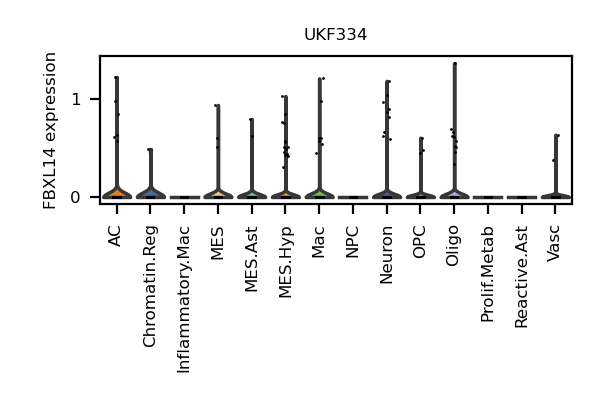 UKF334
FBXL14 expression
1
0
AC
Chromatin.Reg
Inflammatory.Mac
MES
MES.Ast
MES.Hyp
Mac
NPC
Neuron
OPC
Oligo
Prolif.Metab
Reactive.Ast
Vasc